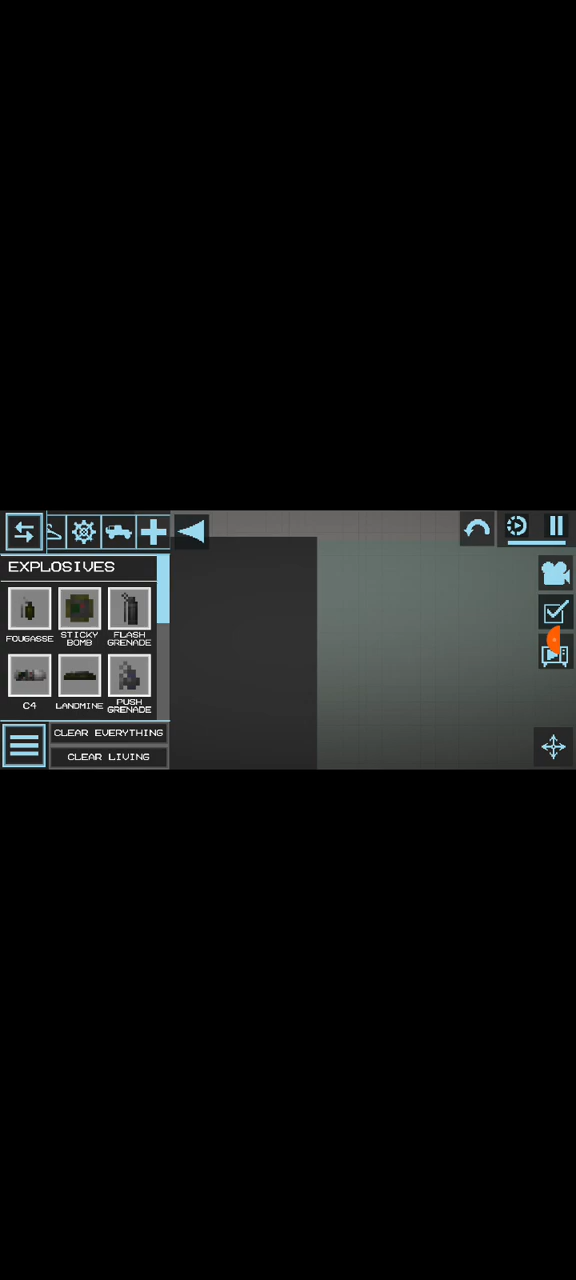 EXPLOSIVES
FOUGASSE
STICKY
BOMB
FLASH
GRENADE
C4
LANDMINE
PUSH
GRENADE
CLEAR EVERYTHING
CLEAR LIVING